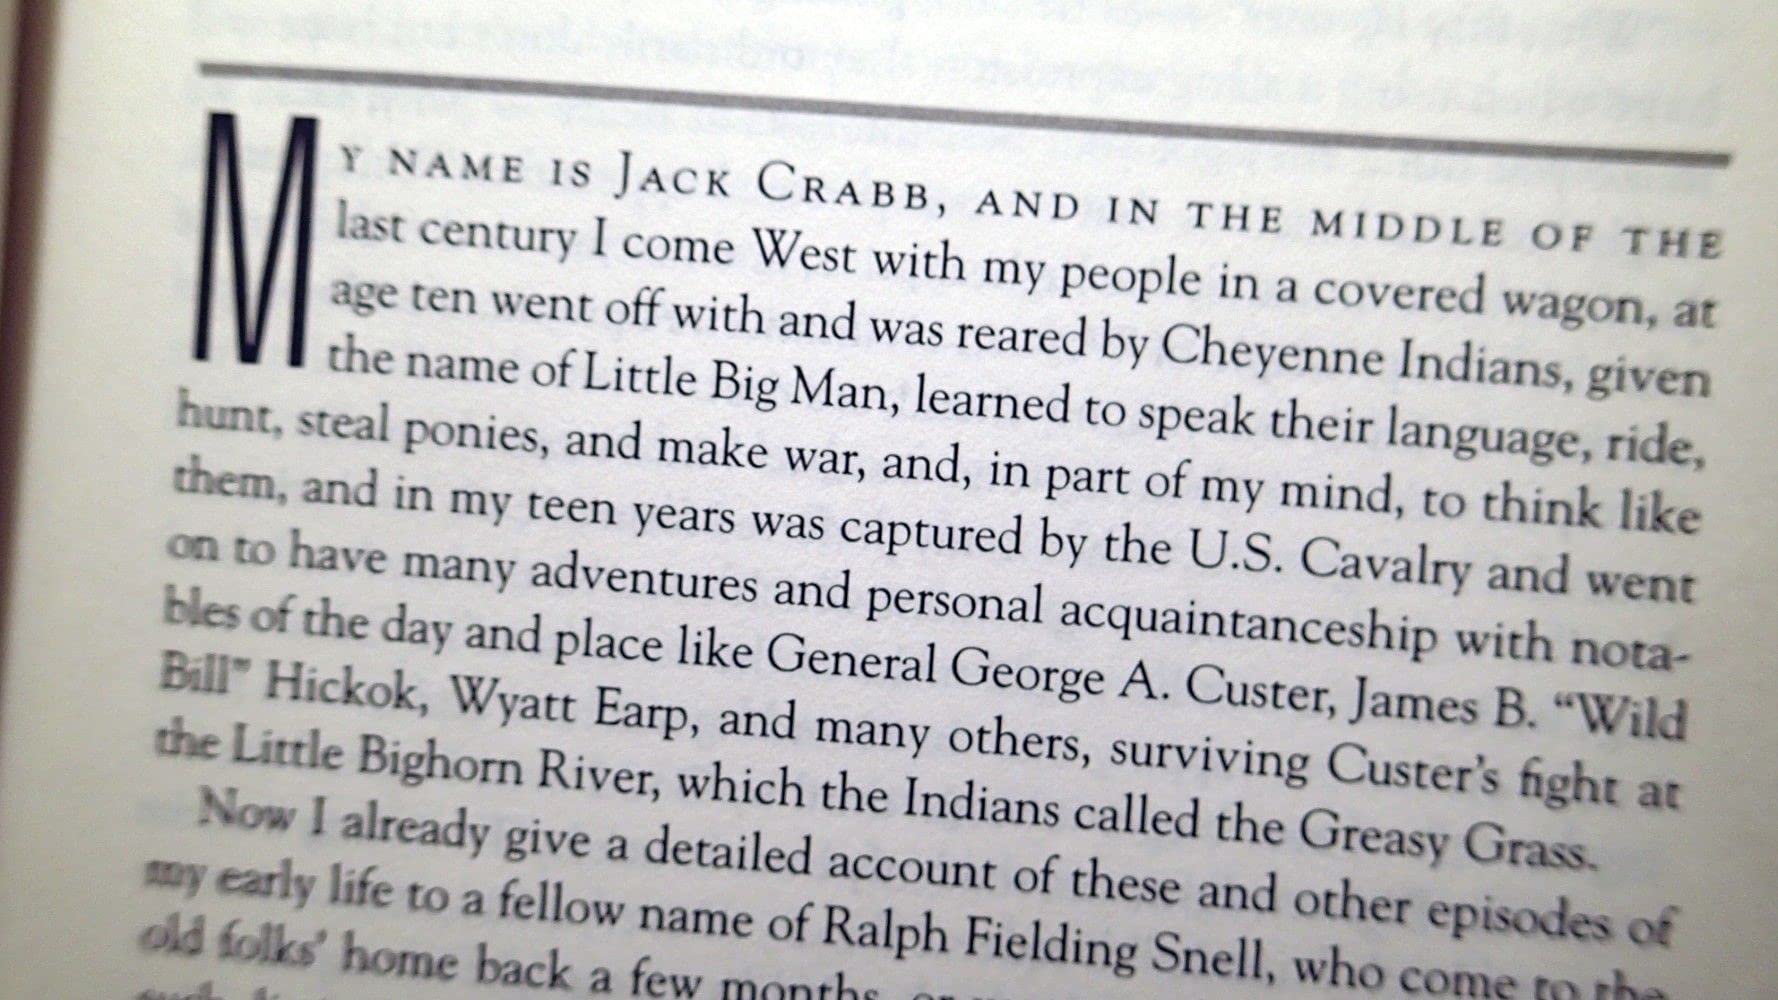 MY NAME IS JACK CRABB, AND IN THE MIDDLE OF THE
last century I come West with my people in a covered wagon, at
age ten went off with and was reared by Cheyenne Indians, given
the name of Little Big Man, learned to speak their language, ride,
hunt, steal ponies, and make war, and, in part of my mind, to think like
them, and in my teen years was captured by the U.S. Cavalry and went
on to have many adventures and personal acquaintanceship with nota-
bles of the day and place like General George A. Custer, James B. “Wild
Bill” Hickok, Wyatt Earp, and many others, surviving Custer’s fight at
the Little Bighorn River, which the Indians called the Greasy Grass.
Now I already give a detailed account of these and other episodes of
my early life to a fellow name of Ralph Fielding Snell, who come to the
old folks’ home back a few months,